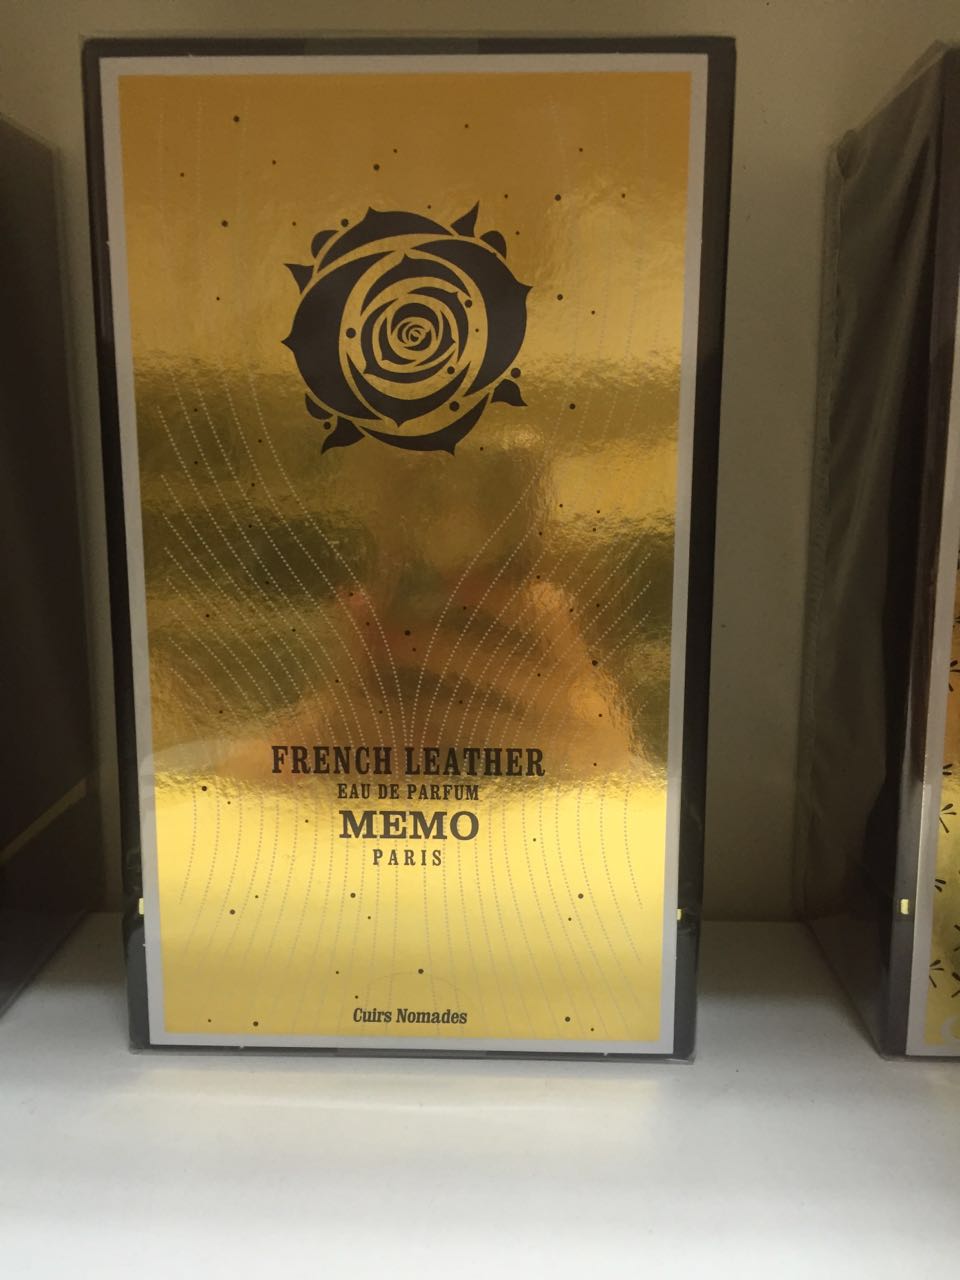 FRENCH LEATHER
EAU DE PARFUM
MEMO
PARIS
Cuirs Nomades